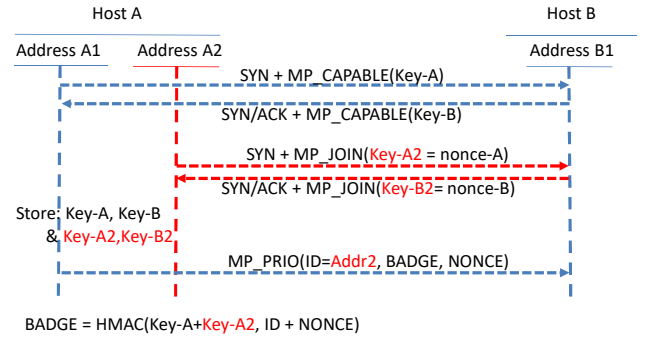 Host A Host B
Address A1 Address A2 Address B1
SYN + MP_CAPABLE(Key-A)
SYN/ACK + MP_CAPABLE(Key-B)
SYN + MP_JOIN(Key-A2 = nonce-A)
SYN/ACK + MP_JOIN(Key-B2= nonce-B)
Store: Key-A, Key-B
& Key-A2,Key-B2
MP_PRIO(ID=Addr2, BADGE, NONCE)
BADGE = HMAC(Key-A+Key-A2, ID + NONCE)